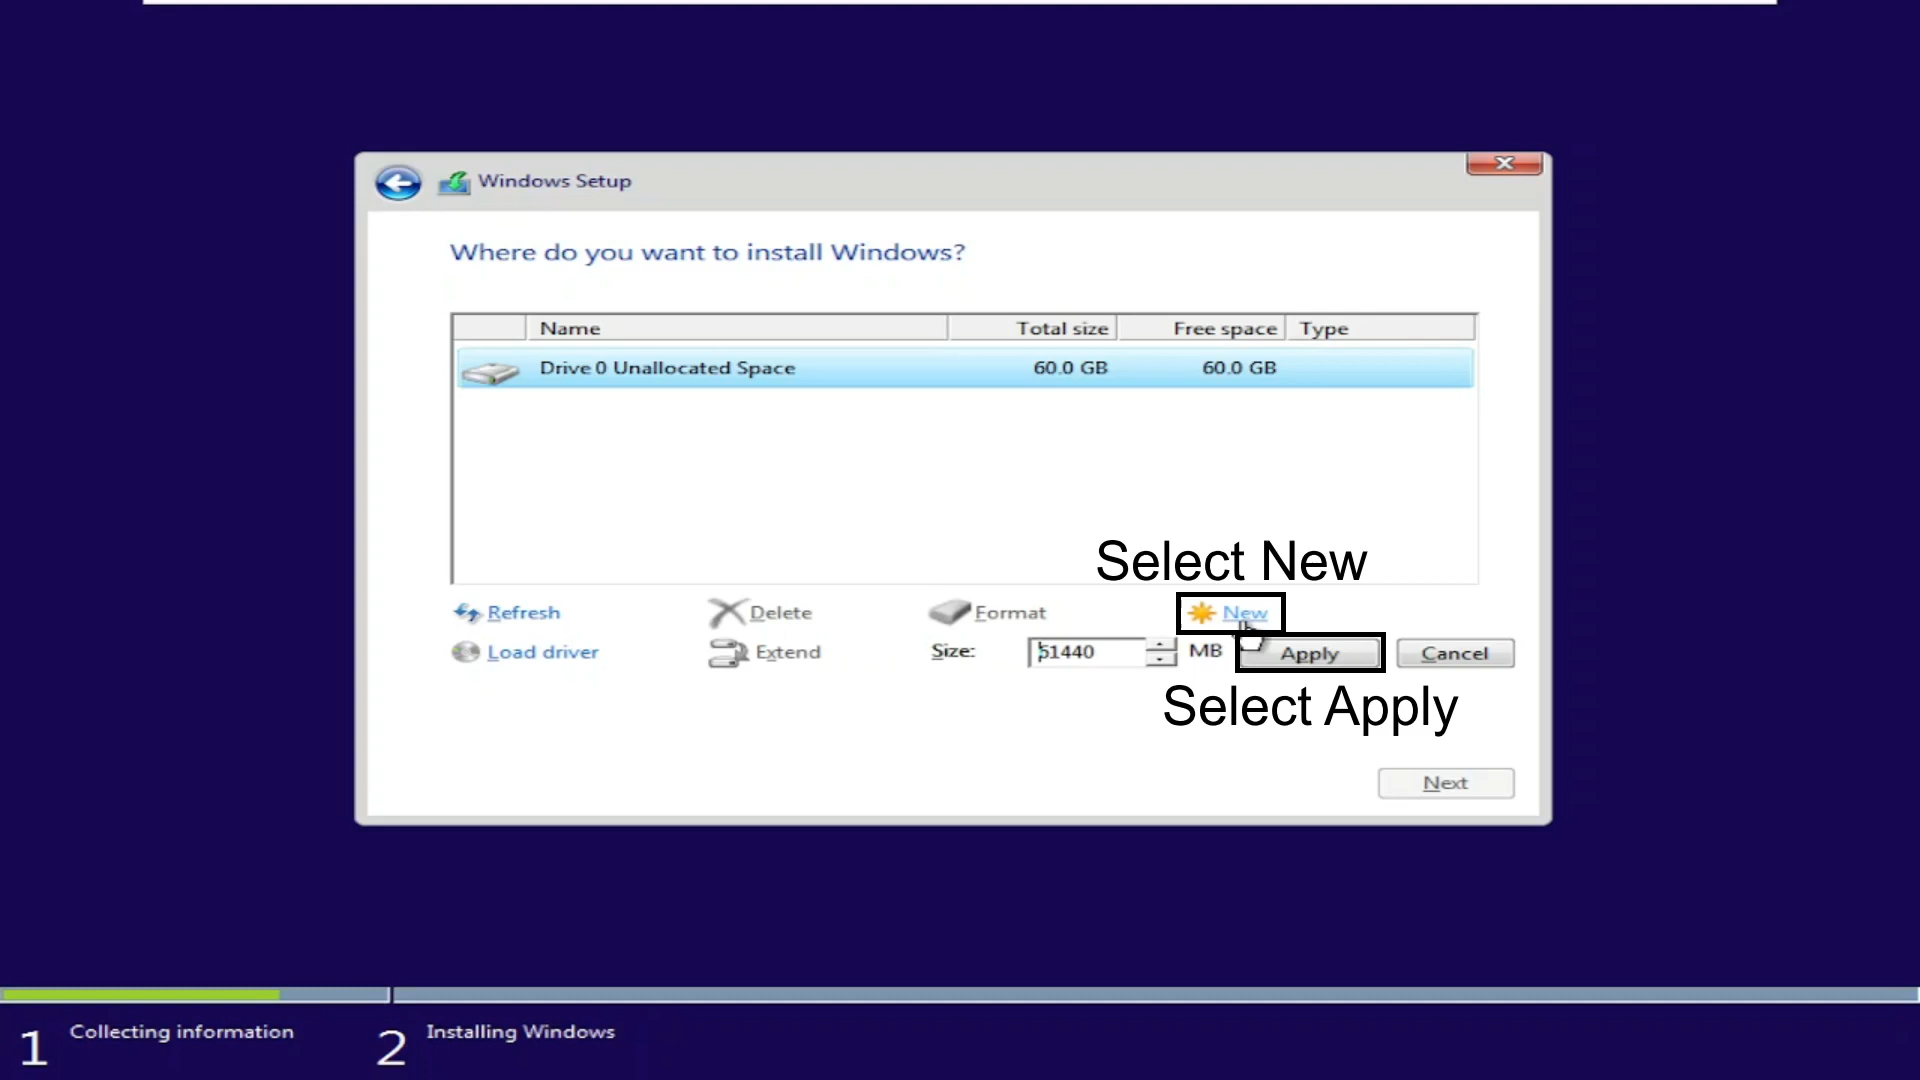 Windows Setup
Where do you want to install Windows?
Name Total size Free space Type
Drive 0 Unallocated Space 60.0 GB 60.0 GB
Select New
Refresh Delete Format New
Load driver Extend Size: 61440 MB Apply Cancel
Select Apply
Next
1 Collecting information 2 Installing Windows